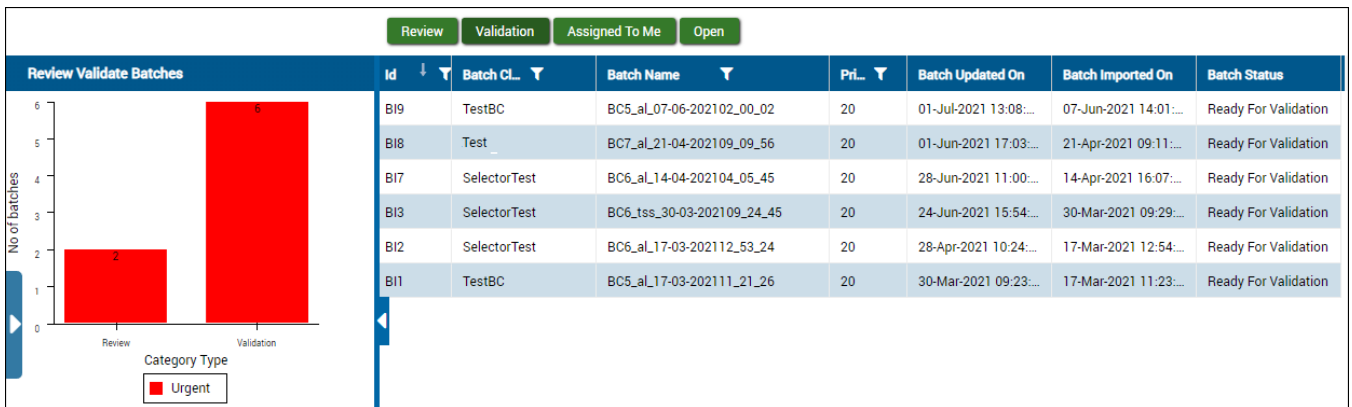 Review Validation Assigned To Me Open
Review Validate Batches
No of batches
6
5
4
3
2
1
0
2
6
Review Validation
Category Type
Urgent
Id Batch Cl... Batch Name Pri... Batch Updated On Batch Imported On Batch Status
BI9 TestBC BC5_al_07-06-202102_00_02 20 01-Jul-2021 13:08:... 07-Jun-2021 14:01:... Ready For Validation
BI8 Test BC7_al_21-04-202109_09_56 20 01-Jun-2021 17:03:... 21-Apr-2021 09:11:... Ready For Validation
BI7 SelectorTest BC6_al_14-04-202104_05_45 20 28-Jun-2021 11:00:... 14-Apr-2021 16:07:... Ready For Validation
BI3 SelectorTest BC6_tss_30-03-202109_24_45 20 24-Jun-2021 15:54:... 30-Mar-2021 09:29:... Ready For Validation
BI2 SelectorTest BC6_al_17-03-202112_53_24 20 28-Apr-2021 10:24:... 17-Mar-2021 12:54:... Ready For Validation
BI1 TestBC BC5_al_17-03-202111_21_26 20 30-Mar-2021 09:23:... 17-Mar-2021 11:23:... Ready For Validation